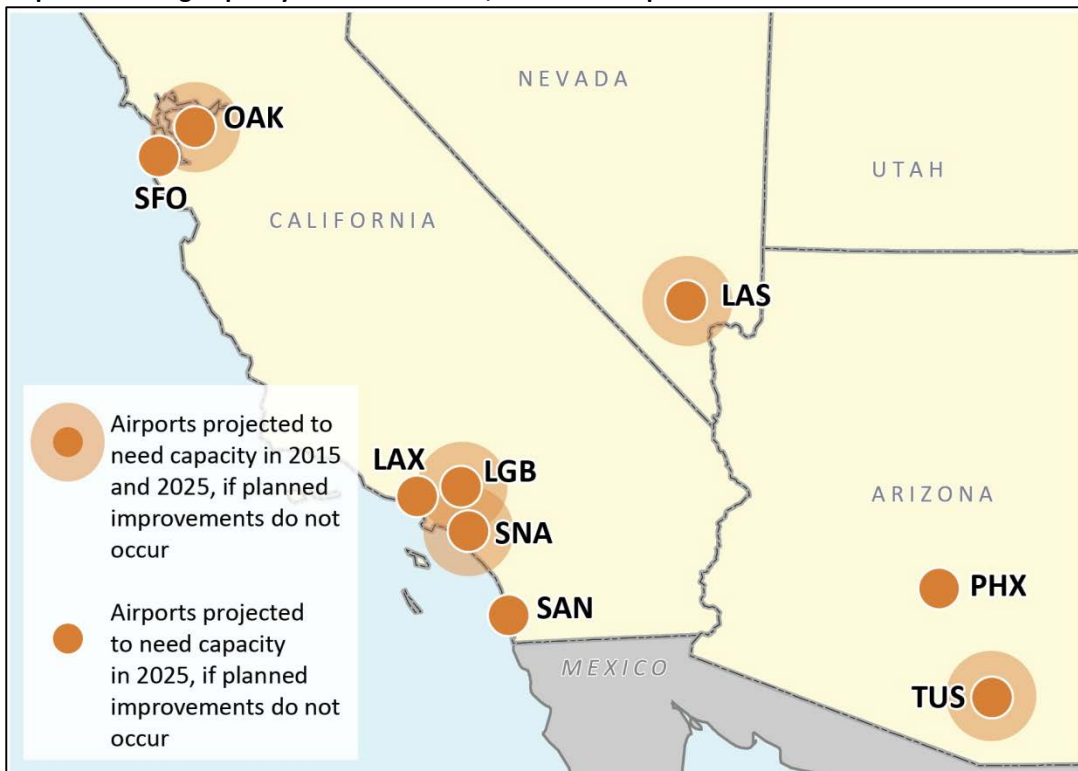 NEVADA
OAK
UTAH
SFO
CALIFORNIA
LAS
Airports projected to
need capacity in 2015
and 2025, if planned
improvements do not
occur
LAX
LGB
ARIZONA
SNA
PHX
SAN
Airports projected
to need capacity
in 2025, if planned
improvements do not
occur
MEXICO
TUS